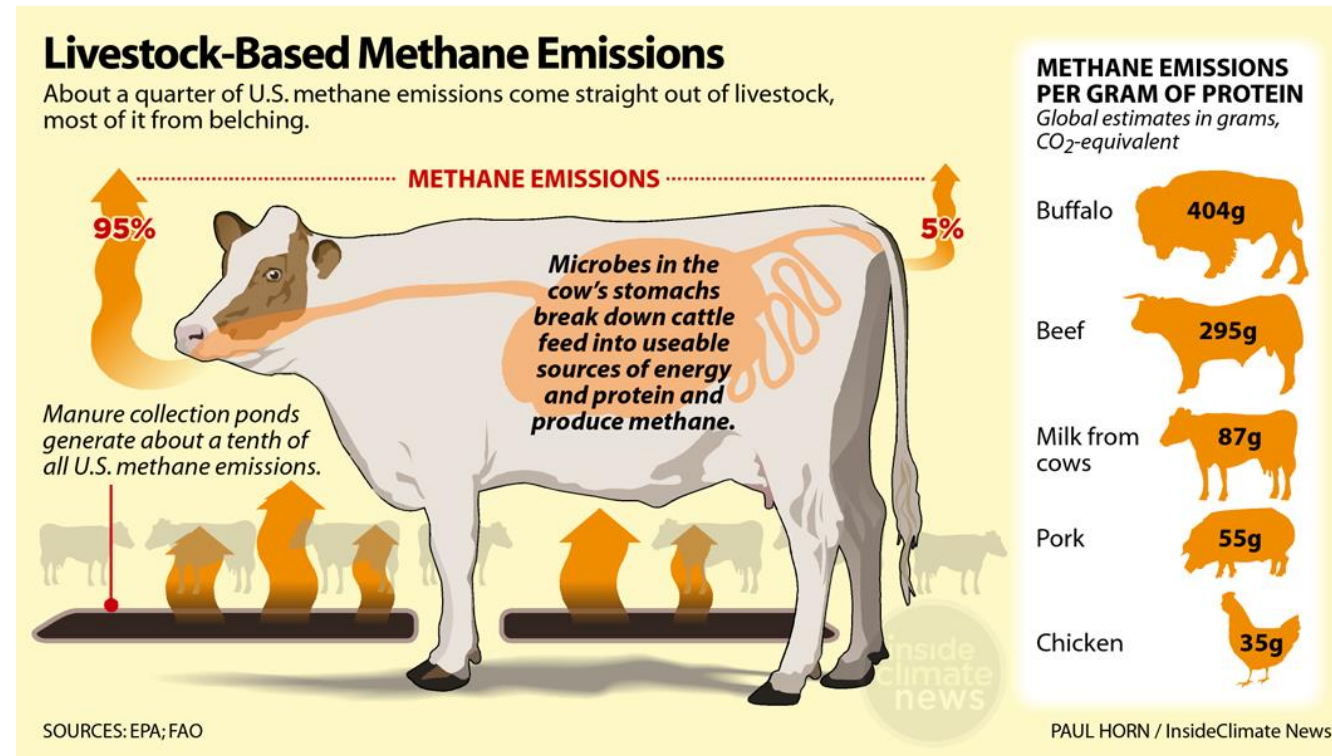 Livestock-Based Methane Emissions
About a quarter of U.S. methane emissions come straight out of livestock,
most of it from belching.
METHANE EMISSIONS
95%
5%
Microbes in the
cow's stomachs
break down cattle
feed into useable
sources of energy
and protein and
produce methane.
Manure collection ponds
generate about a tenth of
all U.S. methane emissions.
inside
climate
news
SOURCES: EPA; FAO
METHANE EMISSIONS
PER GRAM OF PROTEIN
Global estimates in grams,
CO2-equivalent
Buffalo 404g
Beef 295g
Milk from
cows 87g
Pork 55g
Chicken 35g
PAUL HORN / InsideClimate News